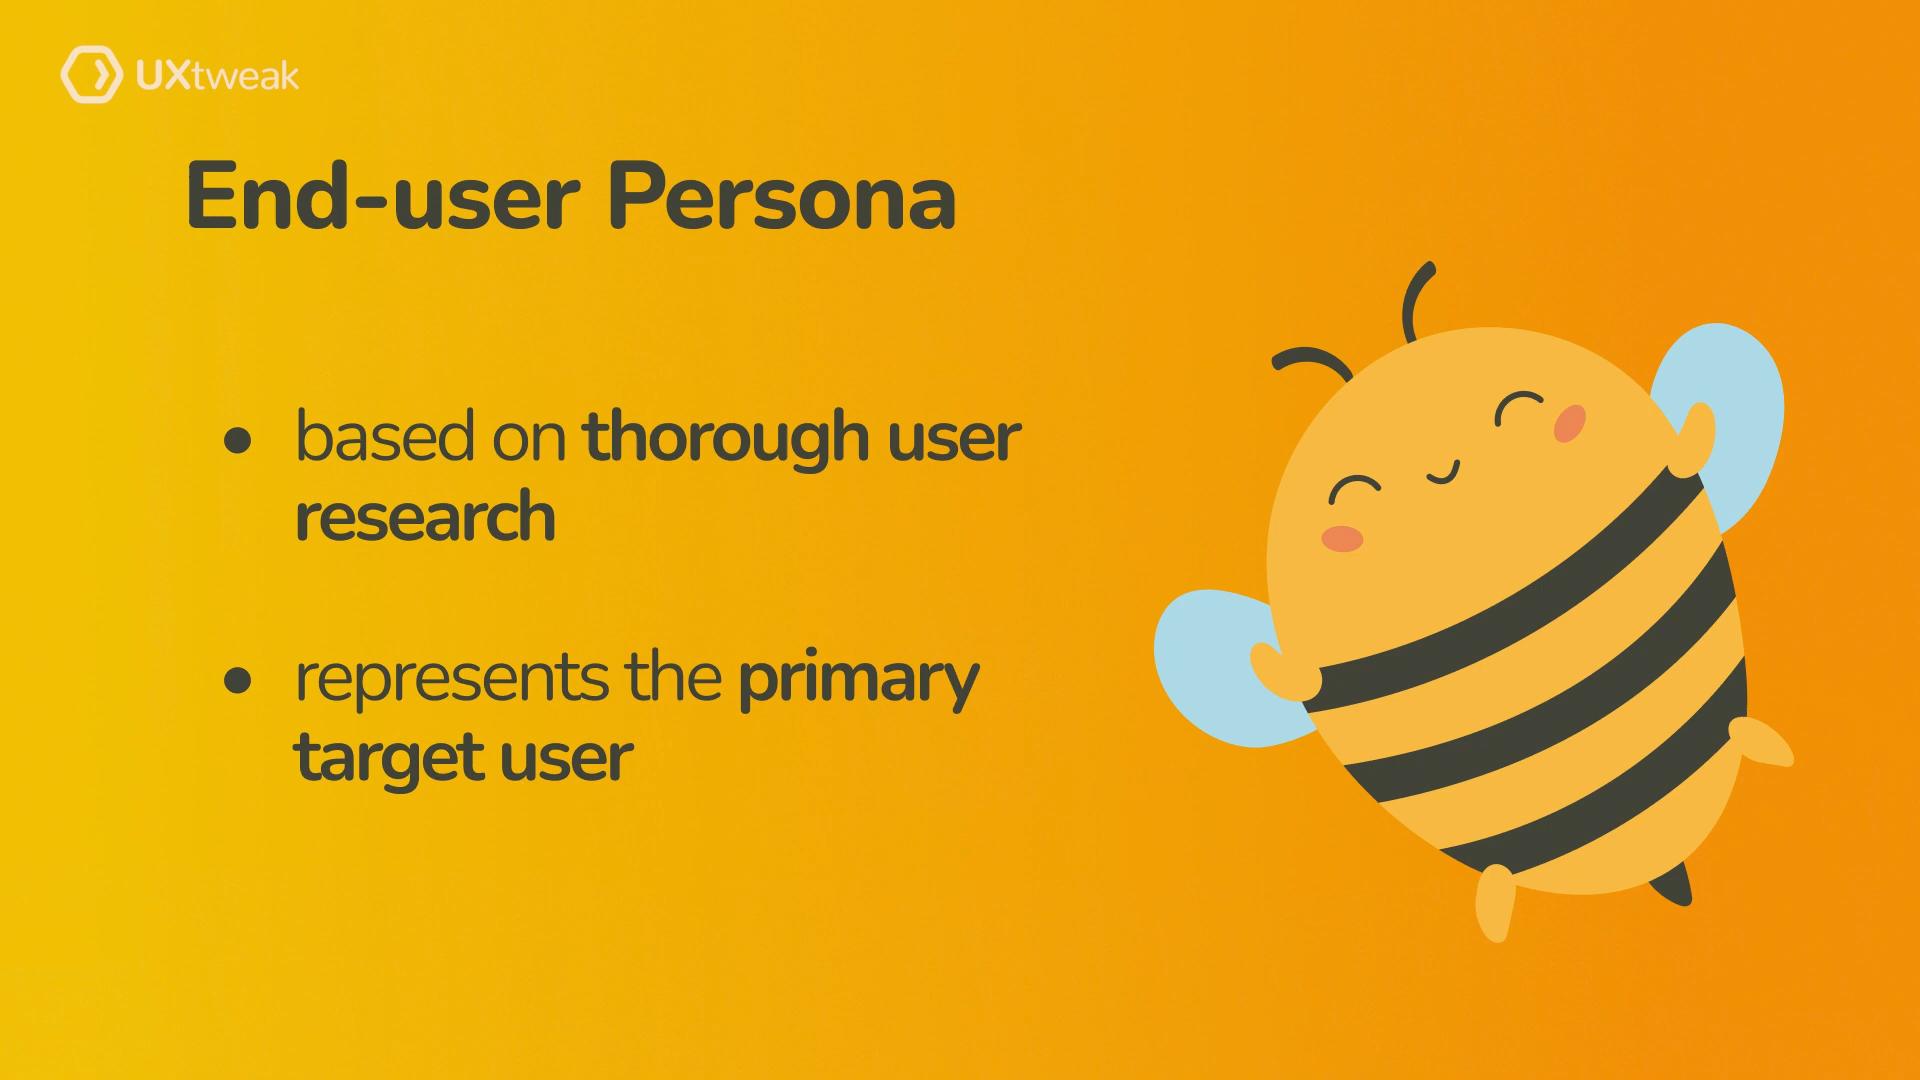 UXtweak
End-user Persona
• based on thorough user
research
• represents the primary
target user